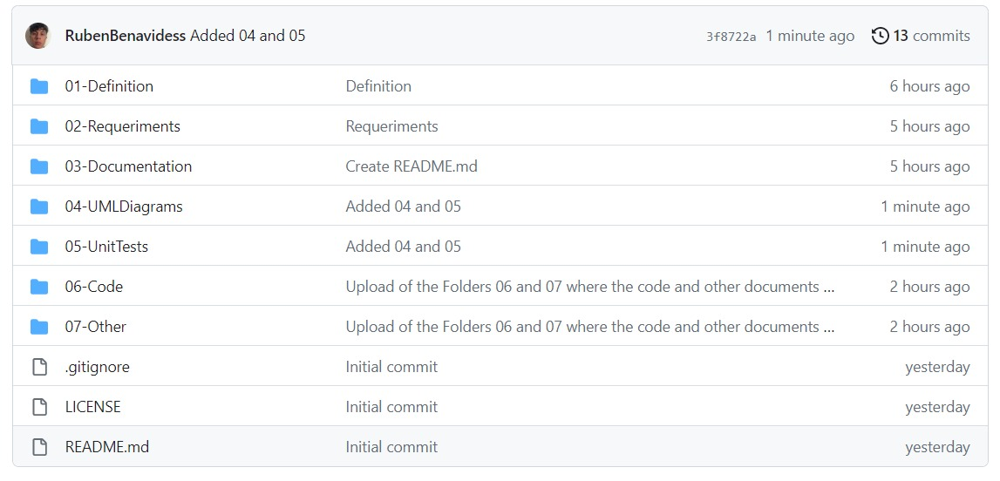 RubenBenavidess Added 04 and 05 3f8722a 1 minute ago 13 commits
01-Definition Definition 6 hours ago
02-Requeriments Requeriments 5 hours ago
03-Documentation Create README.md 5 hours ago
04-UMLDiagrams Added 04 and 05 1 minute ago
05-UnitTests Added 04 and 05 1 minute ago
06-Code Upload of the Folders 06 and 07 where the code and other documents ... 2 hours ago
07-Other Upload of the Folders 06 and 07 where the code and other documents ... 2 hours ago
.gitignore Initial commit yesterday
LICENSE Initial commit yesterday
README.md Initial commit yesterday